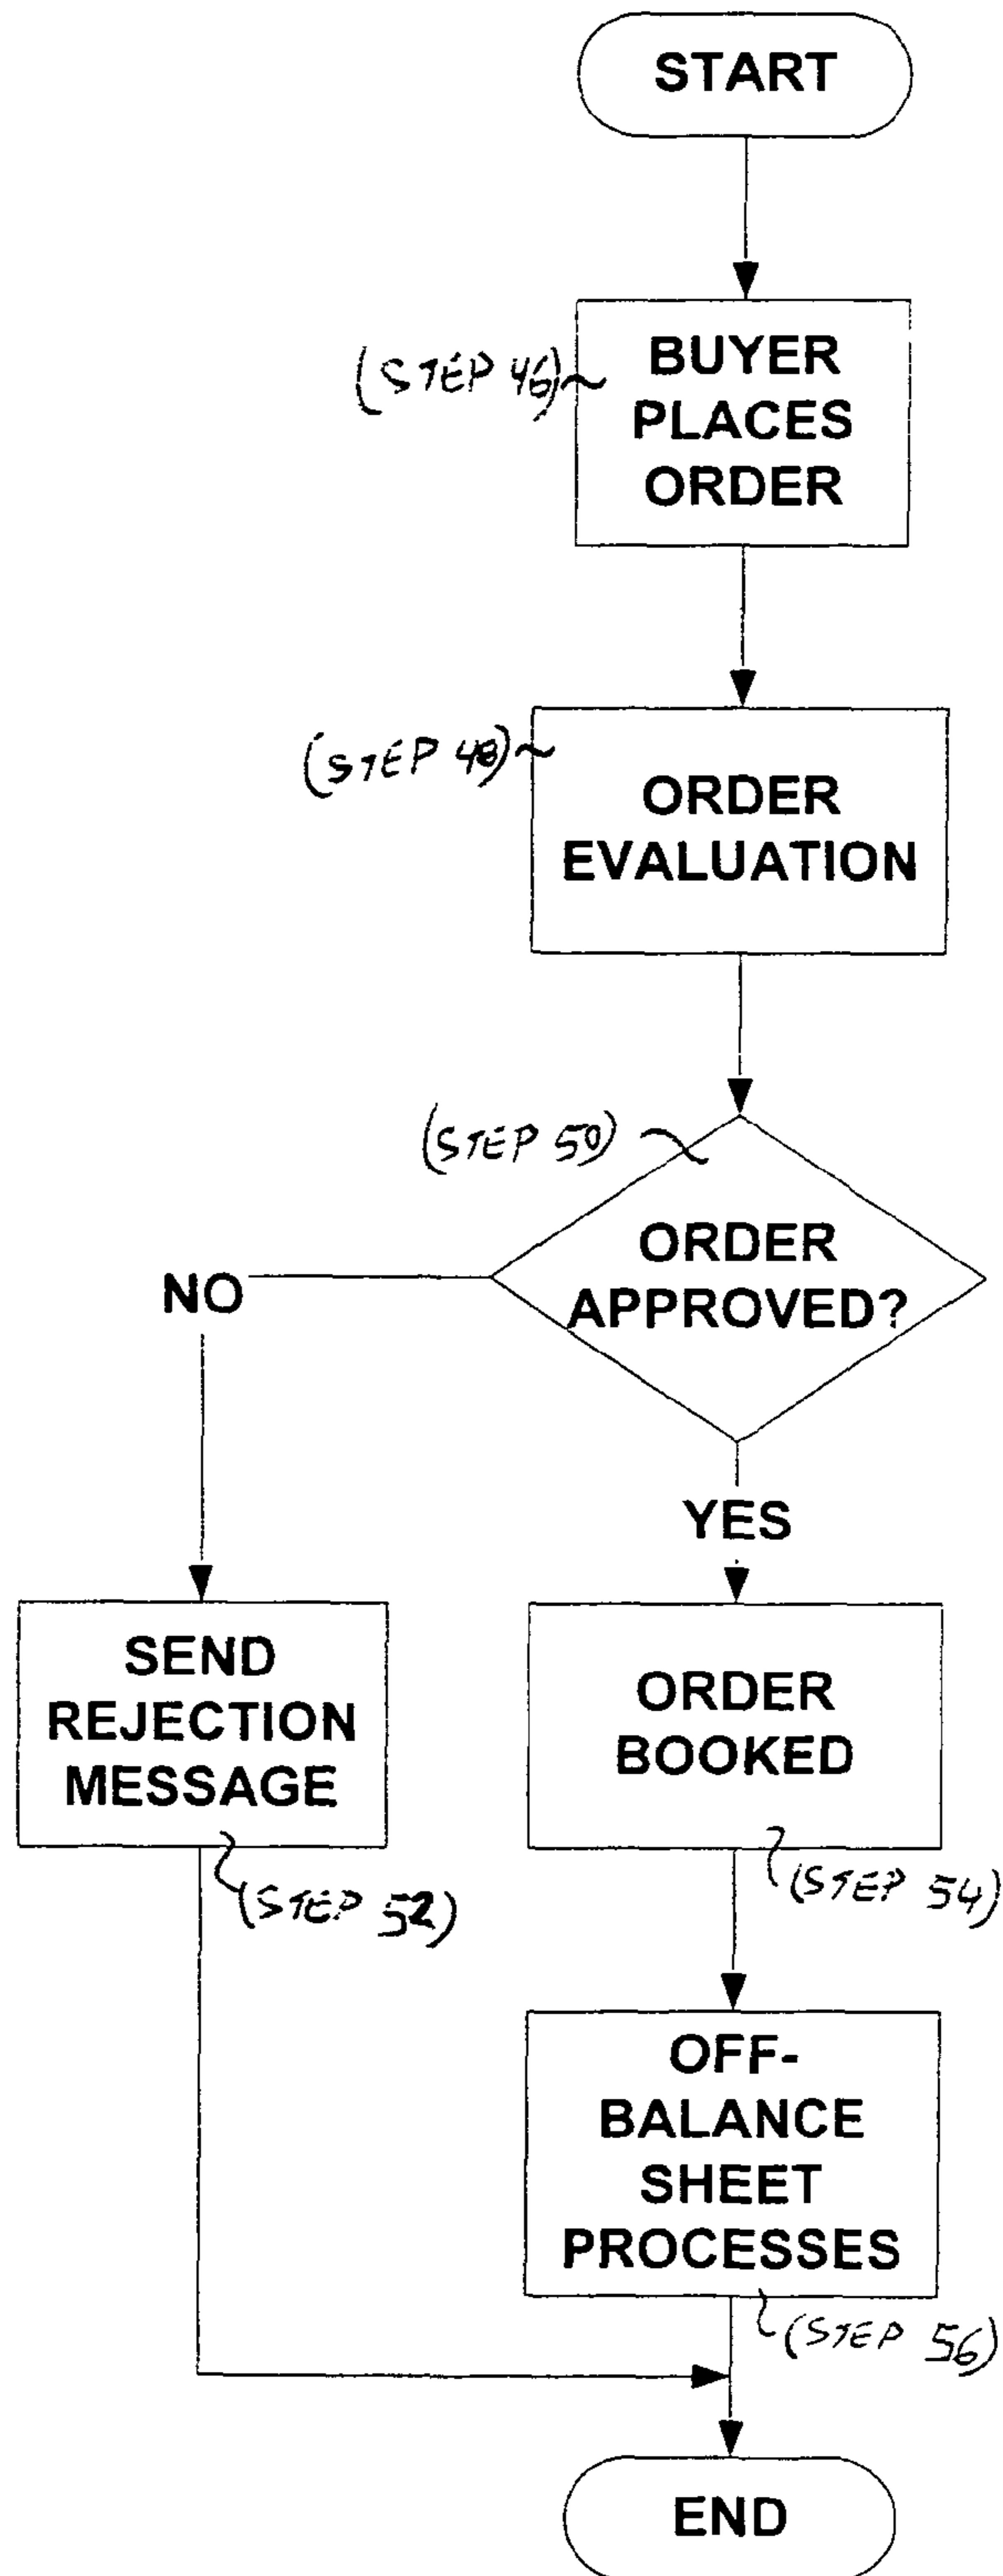 START
(STEP 46)
BUYER
PLACES
ORDER
(STEP 48)
ORDER
EVALUATION
(STEP 50)
ORDER
APPROVED?
NO
YES
SEND
REJECTION
MESSAGE
(STEP 52)
ORDER
BOOKED
(STEP 54)
OFF-
BALANCE
SHEET
PROCESSES
(STEP 56)
END